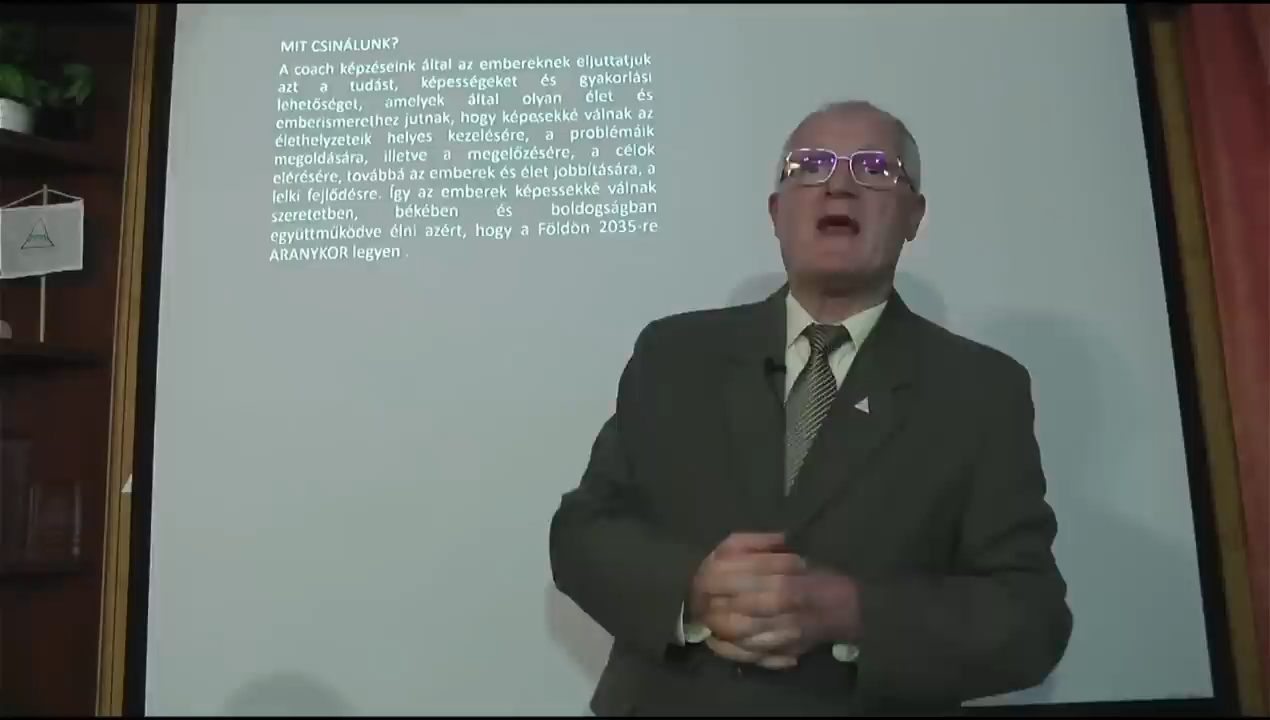 MIT CSINÁLUNK?
A coach képzéseink által az embereknek eljuttatjuk
azt a tudást, képességeket és gyakorlási
lehetőséget, amelyek által olyan élet és
emberismerethez jutnak, hogy képesekké válnak az
élethelyzeteik helyes kezelésére, a problémáik
megoldására, illetve a megelőzésére, a célok
elérésére, továbbá az emberek és élet jobbítására, a
lelki fejlődésre. Így az emberek képessekké válnak
szeretetben, békében és boldogságban
együttműködve élni azért, hogy a Földön 2035-re
ARANYKOR legyen .